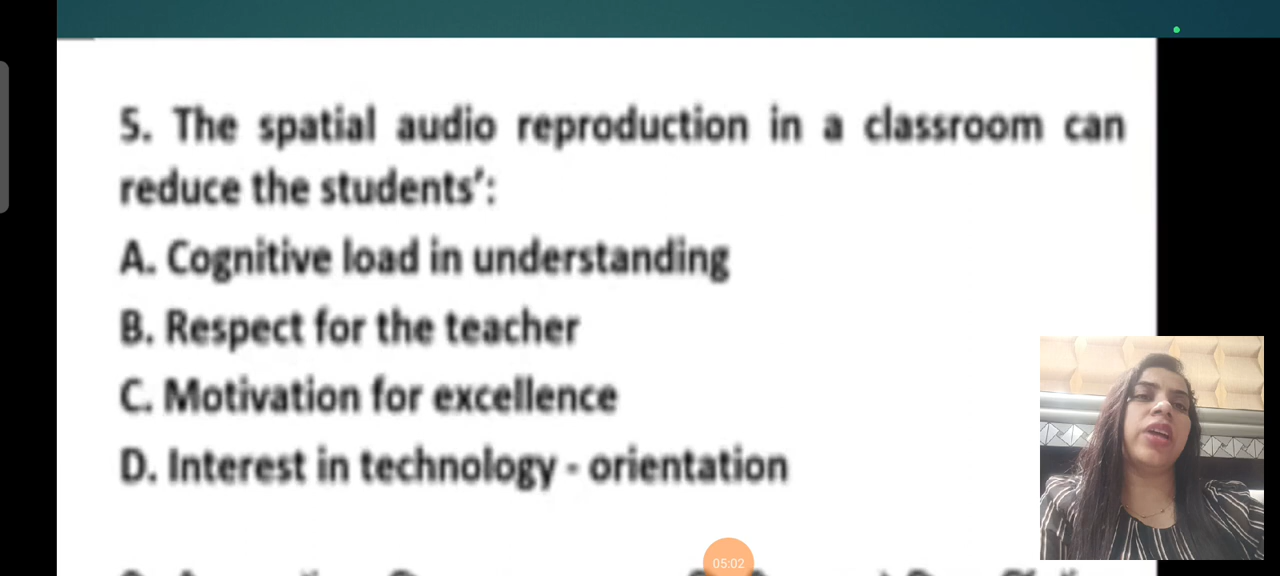 5. The spatial audio reproduction in a classroom can
reduce the students’:
A. Cognitive load in understanding
B. Respect for the teacher
C. Motivation for excellence
D. Interest in technology - orientation
05:02